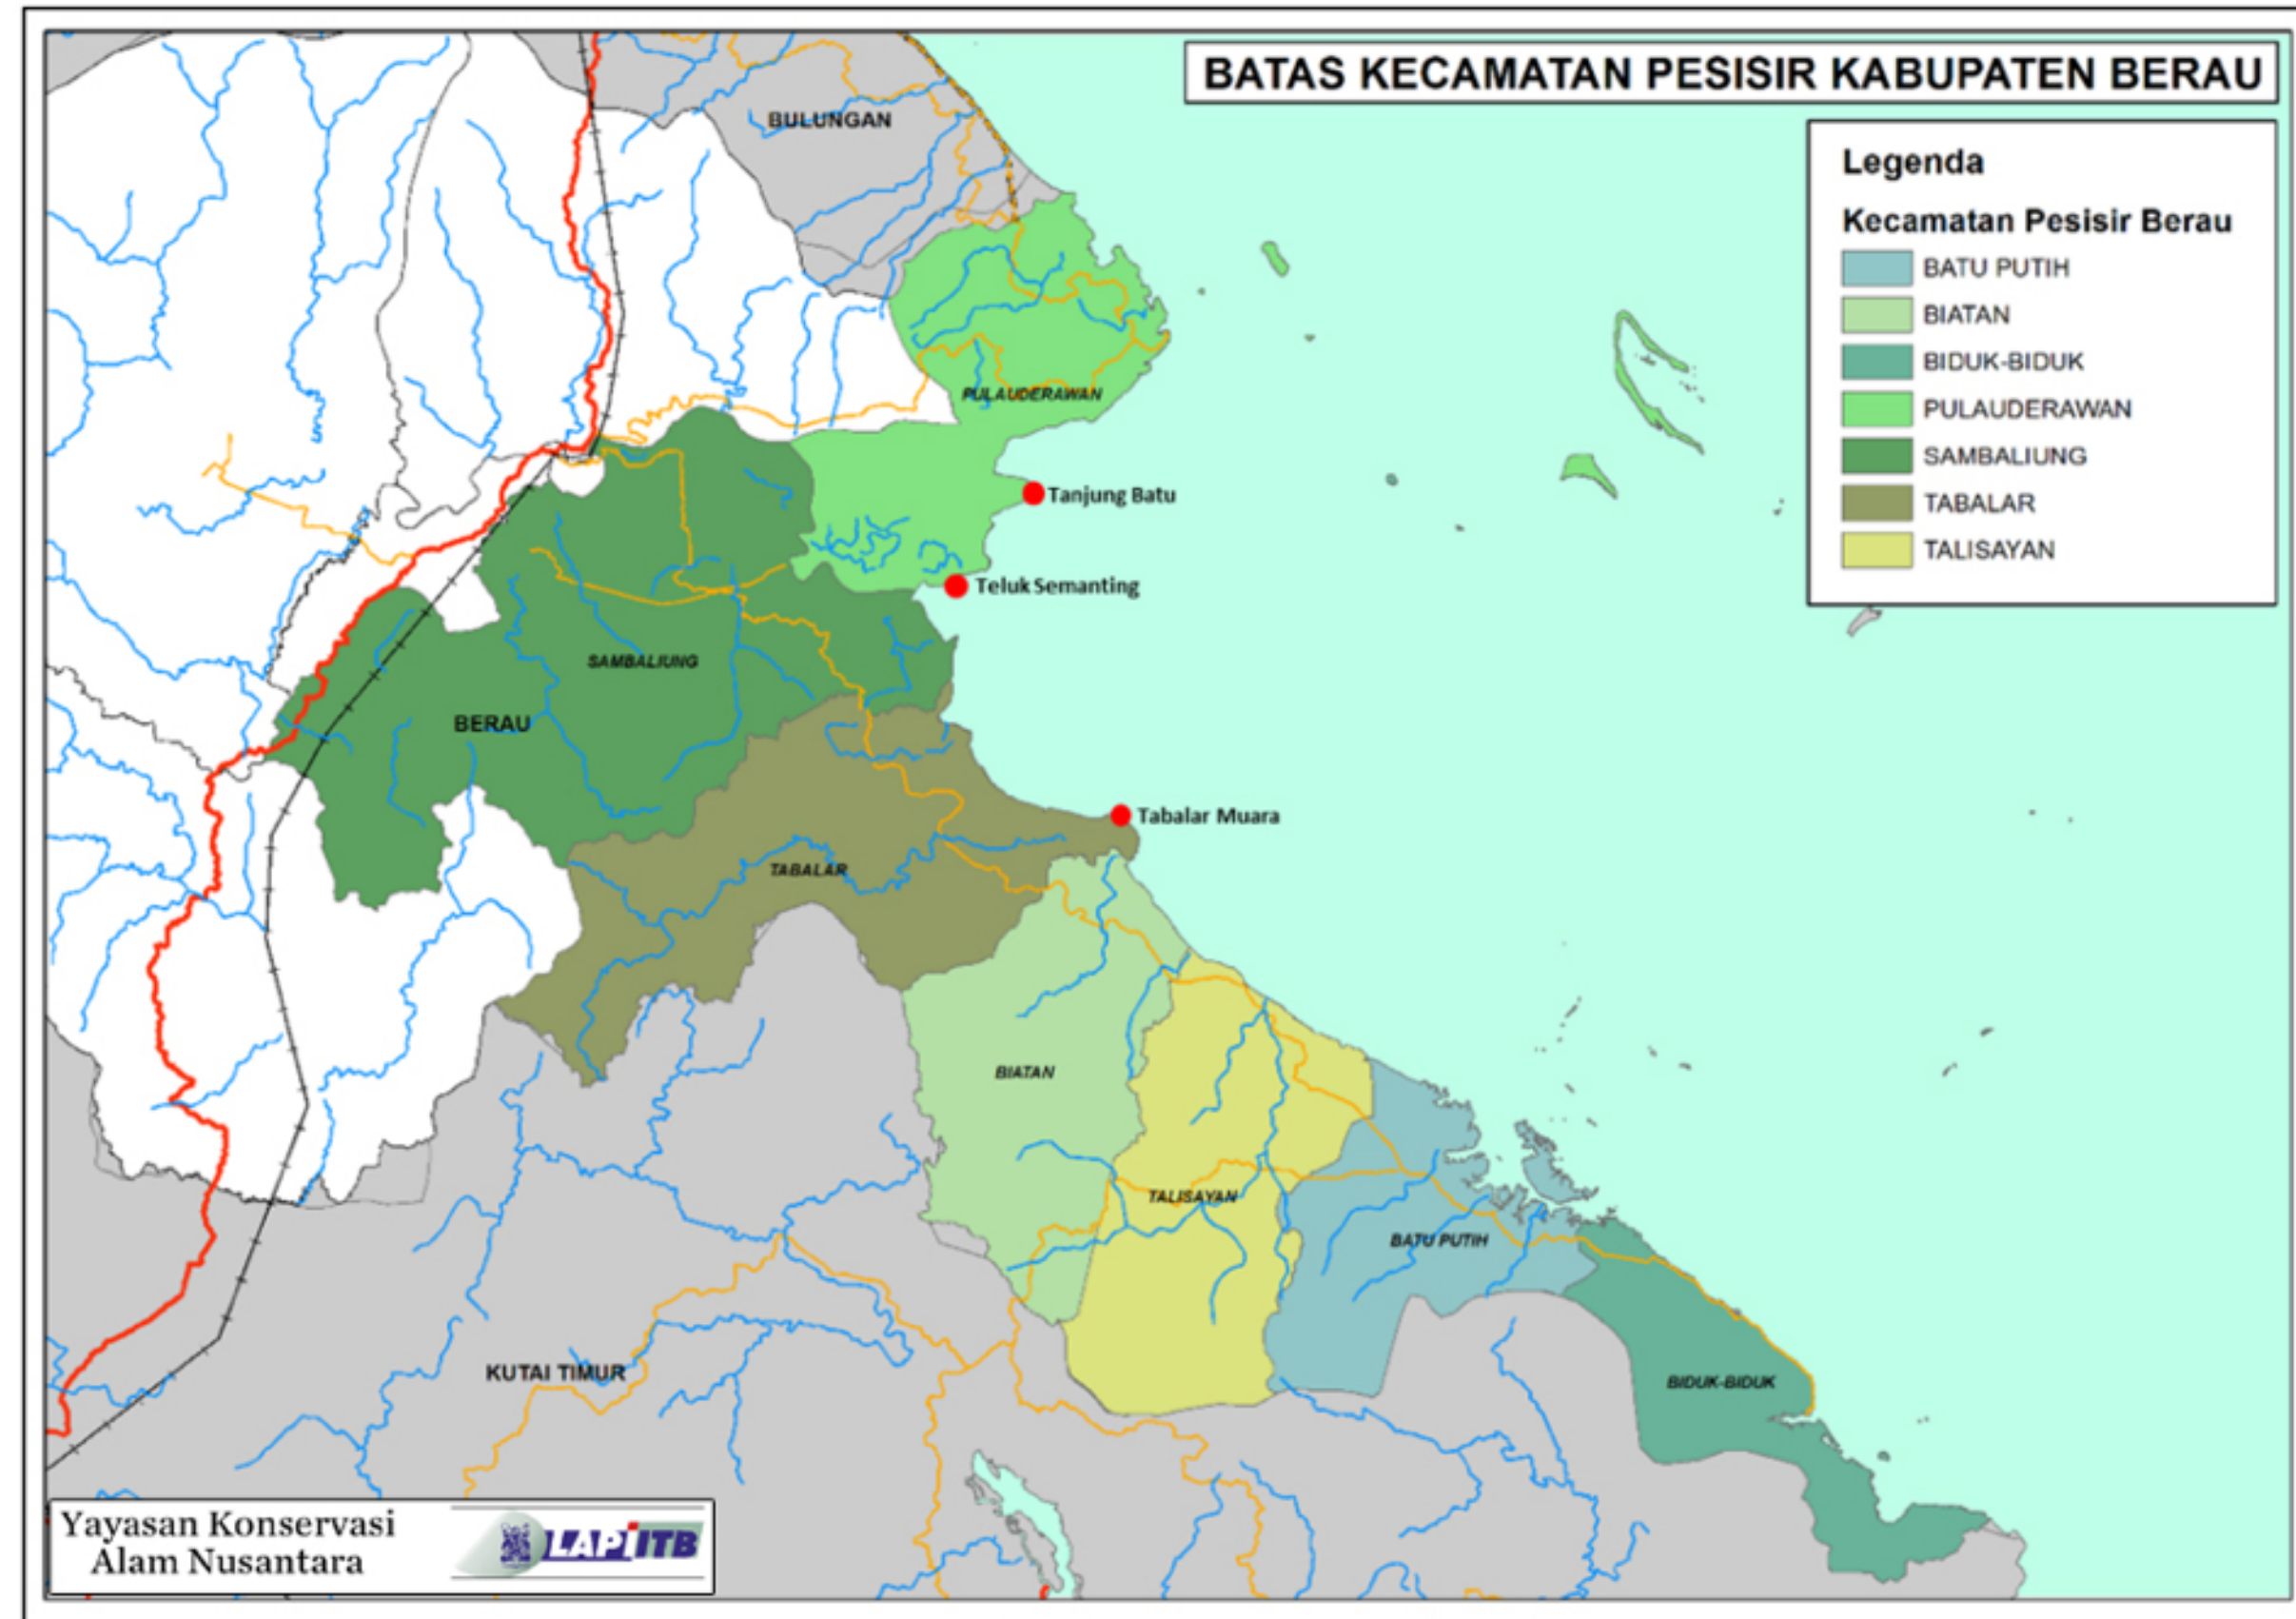 BATAS KECAMATAN PESISIR KABUPATEN BERAU
Legenda
Kecamatan Pesisir Berau
BATU PUTIH
BIATAN
BIDUK-BIDUK
PULAUDERAWAN
SAMBALIUNG
TABALAR
TALISAYAN
BULUNGAN
PULAUDERAWAN
Tanjung Batu
Teluk Semanting
SAMBALIUNG
BERAU
Tabalar Muara
TABALAR
BIATAN
TALISAYAN
BATU PUTIH
KUTAI TIMUR
BIDUK-BIDUK
Yayasan Konservasi
Alam Nusantara
LAPI ITB